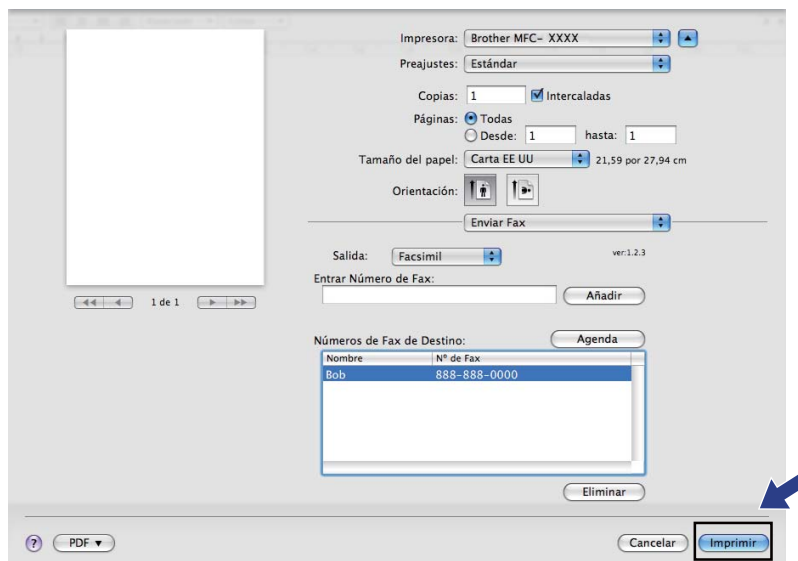 Impresora: Brother MFC- XXXX
Preajustes: Estándar
Copias: 1 Intercaladas
Páginas: Todas
Desde: 1 hasta: 1
Tamaño del papel: Carta EE UU 21,59 por 27,94 cm
Orientación:
Enviar Fax
Salida: Facsimil ver:1.2.3
Entrar Número de Fax:
Añadir
1 de 1
Números de Fax de Destino: Agenda
Nombre Nº de Fax
Bob 888-888-0000
Eliminar
? PDF Cancelar Imprimir